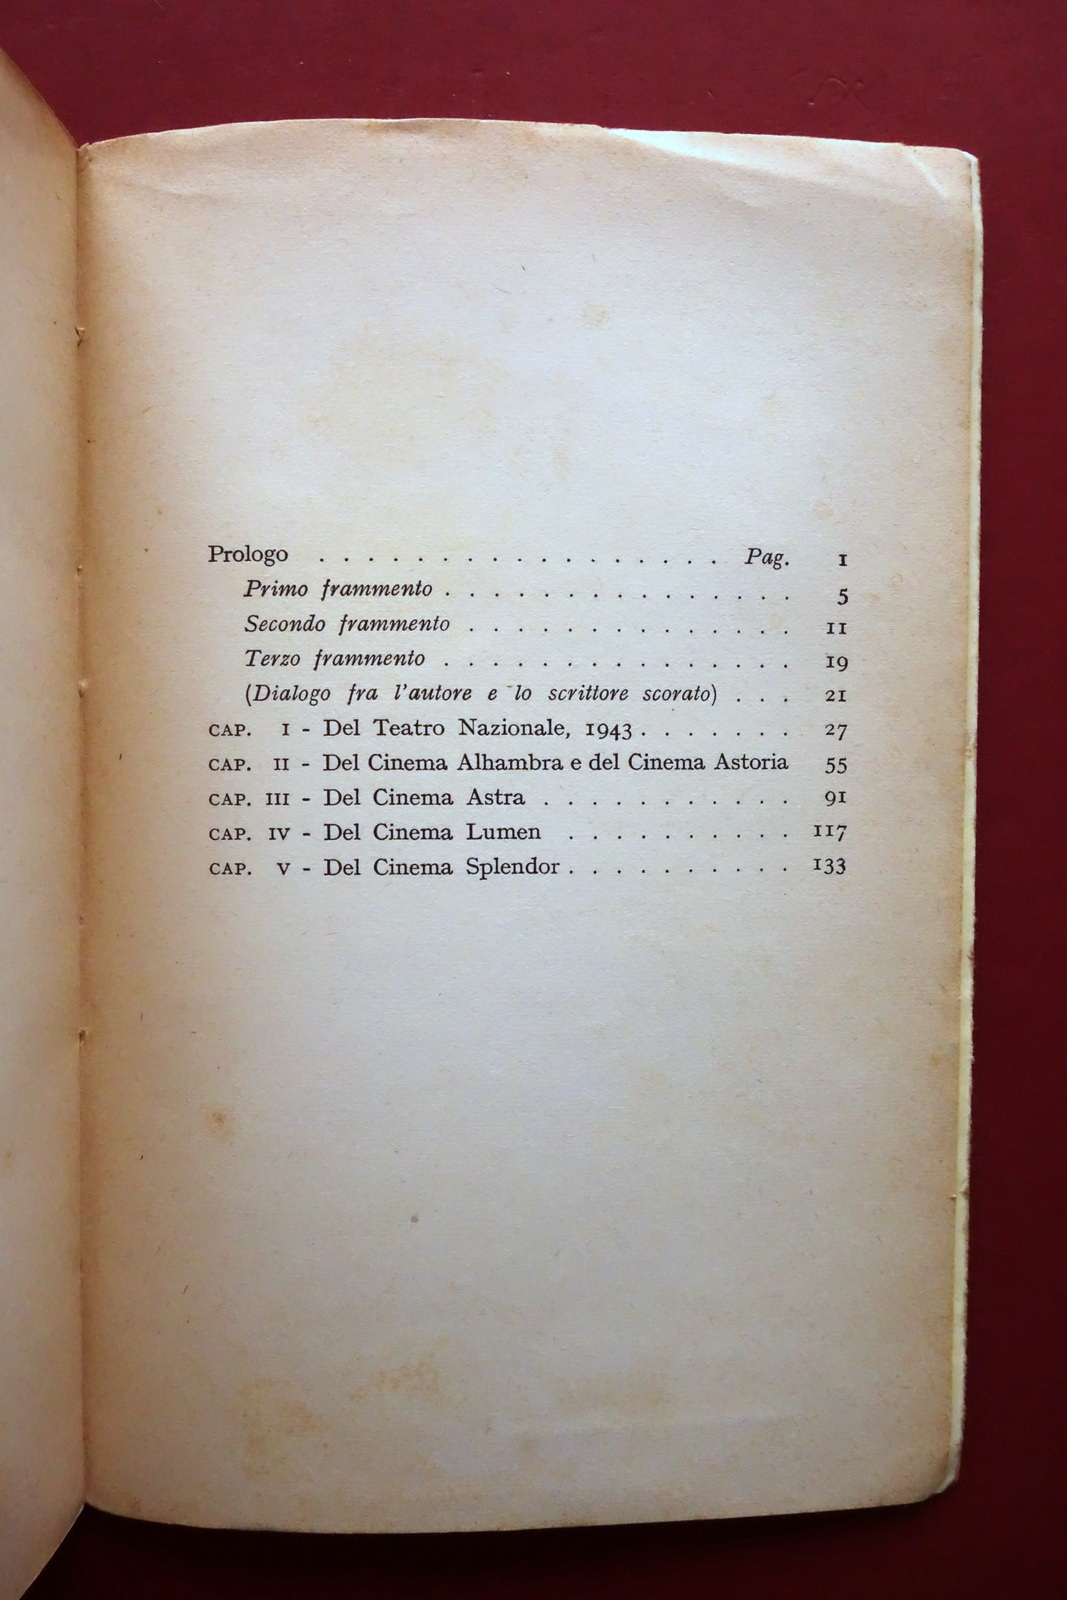 Prologo . . . . . . . . . . . . . . . . . Pag. 1
Primo frammento . . . . . . . . . . . . . . . 5
Secondo frammento . . . . . . . . . . . . . . 11
Terzo frammento . . . . . . . . . . . . . . . 19
(Dialogo fra l'autore e lo scrittore scorato) . . . 21
CAP. I - Del Teatro Nazionale, 1943 . . . . . . . 27
CAP. II - Del Cinema Alhambra e del Cinema Astoria 55
CAP. III - Del Cinema Astra . . . . . . . . . . . 91
CAP. IV - Del Cinema Lumen . . . . . . . . . . 117
CAP. V - Del Cinema Splendor . . . . . . . . . . 133